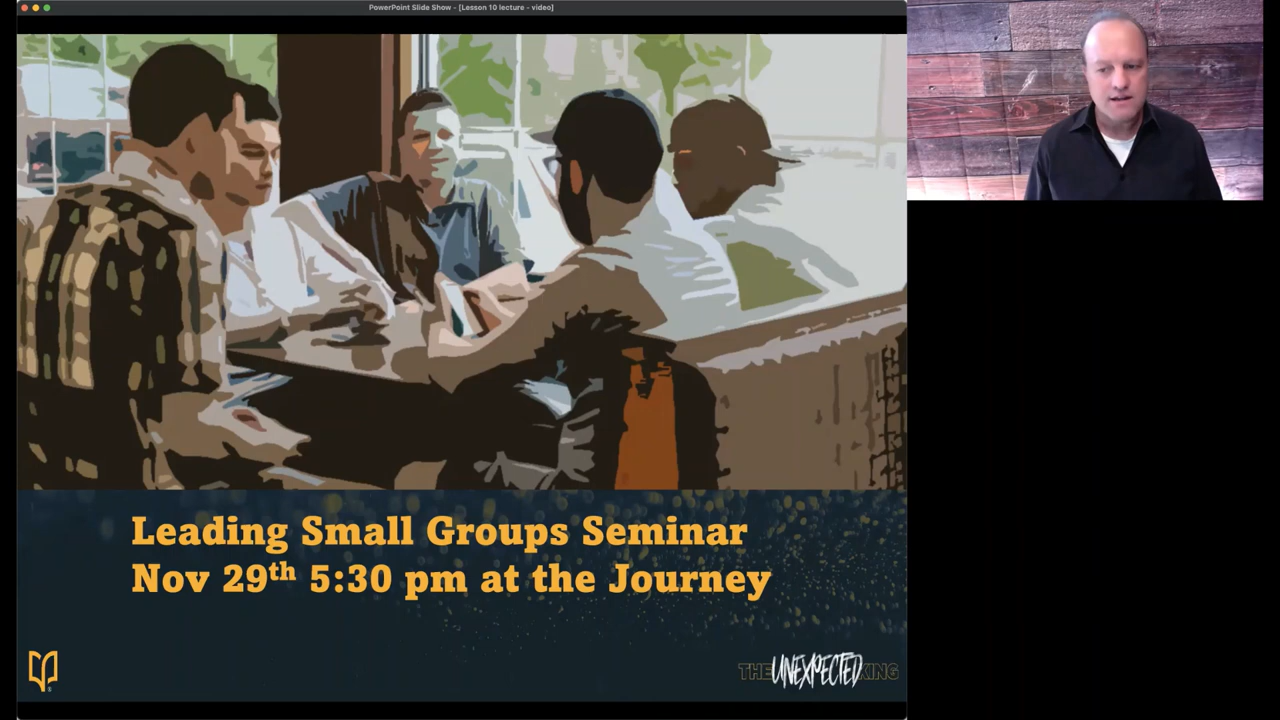 PowerPoint Slide Show - [Lesson 10 lecture - video]
Leading Small Groups Seminar
Nov 29th 5:30 pm at the Journey
THE UNEXPECTED KING